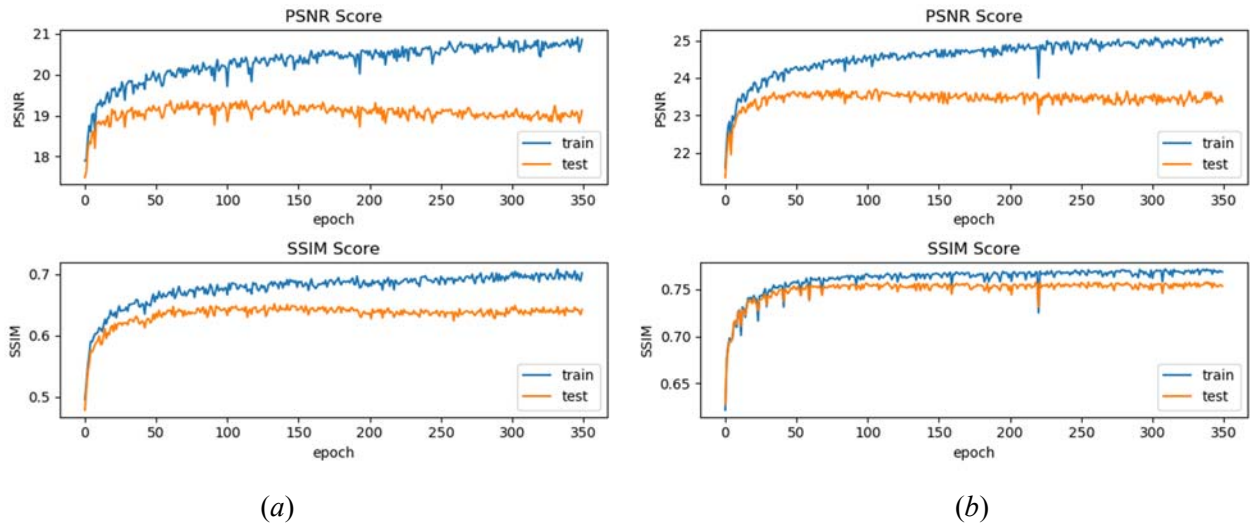 PSNR Score
21
20
19
18
PSNR
0 50 100 150 200 250 300 350
epoch
train
test
SSIM Score
0.7
0.6
0.5
SSIM
0 50 100 150 200 250 300 350
epoch
train
test
(a)
PSNR Score
25
24
23
22
PSNR
0 50 100 150 200 250 300 350
epoch
train
test
SSIM Score
0.75
0.70
0.65
SSIM
0 50 100 150 200 250 300 350
epoch
train
test
(b)